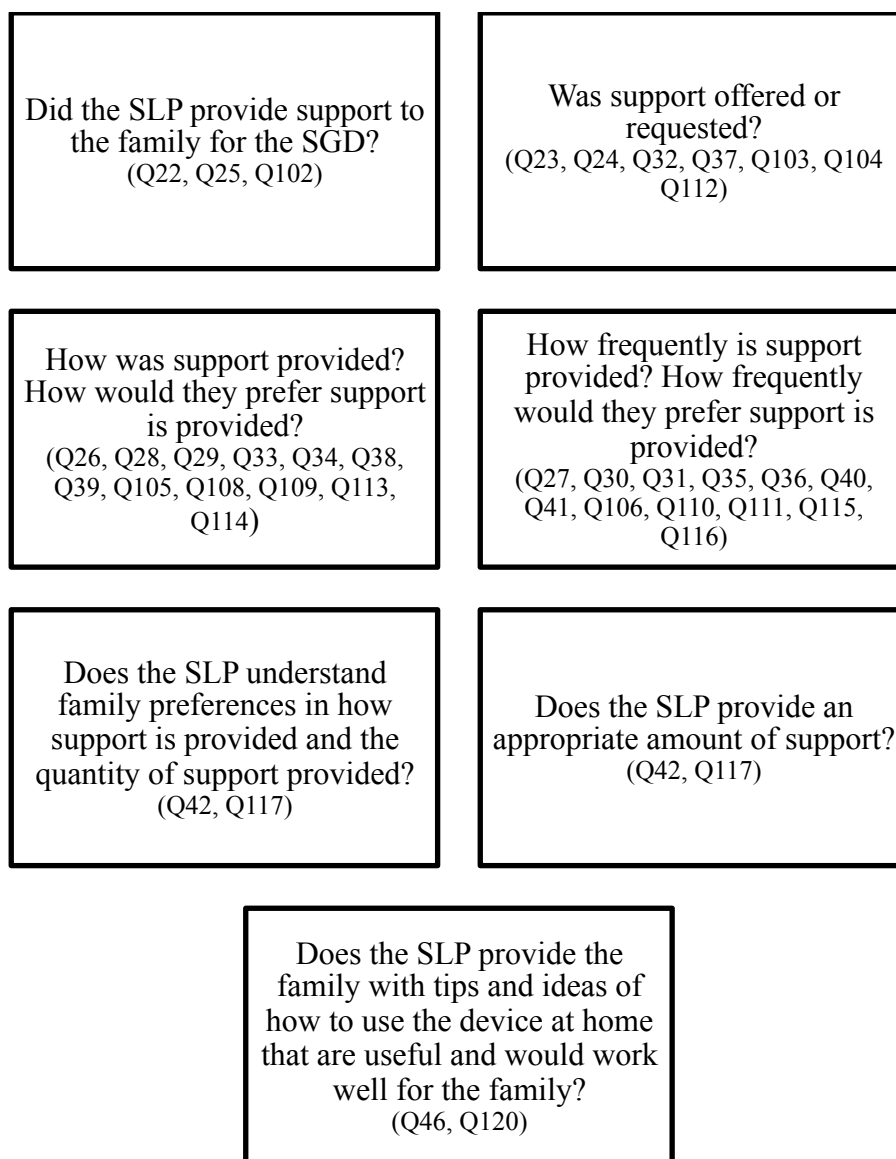 Did the SLP provide support to
the family for the SGD?
(Q22, Q25, Q102)
Was support offered or
requested?
(Q23, Q24, Q32, Q37, Q103, Q104
Q112)
How was support provided?
How would they prefer support
is provided?
(Q26, Q28, Q29, Q33, Q34, Q38,
Q39, Q105, Q108, Q109, Q113,
Q114)
How frequently is support
provided? How frequently
would they prefer support is
provided?
(Q27, Q30, Q31, Q35, Q36, Q40,
Q41, Q106, Q110, Q111, Q115,
Q116)
Does the SLP understand
family preferences in how
support is provided and the
quantity of support provided?
(Q42, Q117)
Does the SLP provide an
appropriate amount of support?
(Q42, Q117)
Does the SLP provide the
family with tips and ideas of
how to use the device at home
that are useful and would work
well for the family?
(Q46, Q120)